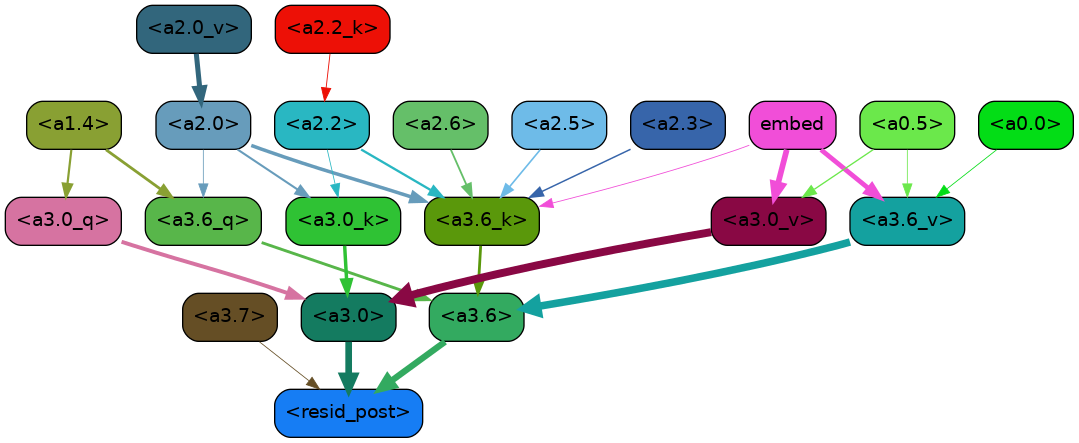 <a2.0_v> <a2.2_k>
<a1.4> <a2.0> <a2.2> <a2.6> <a2.5> <a2.3> embed <a0.5> <a0.0>
<a3.0_q> <a3.6_q> <a3.0_k> <a3.6_k> <a3.0_v> <a3.6_v>
<a3.7> <a3.0> <a3.6>
<resid_post>